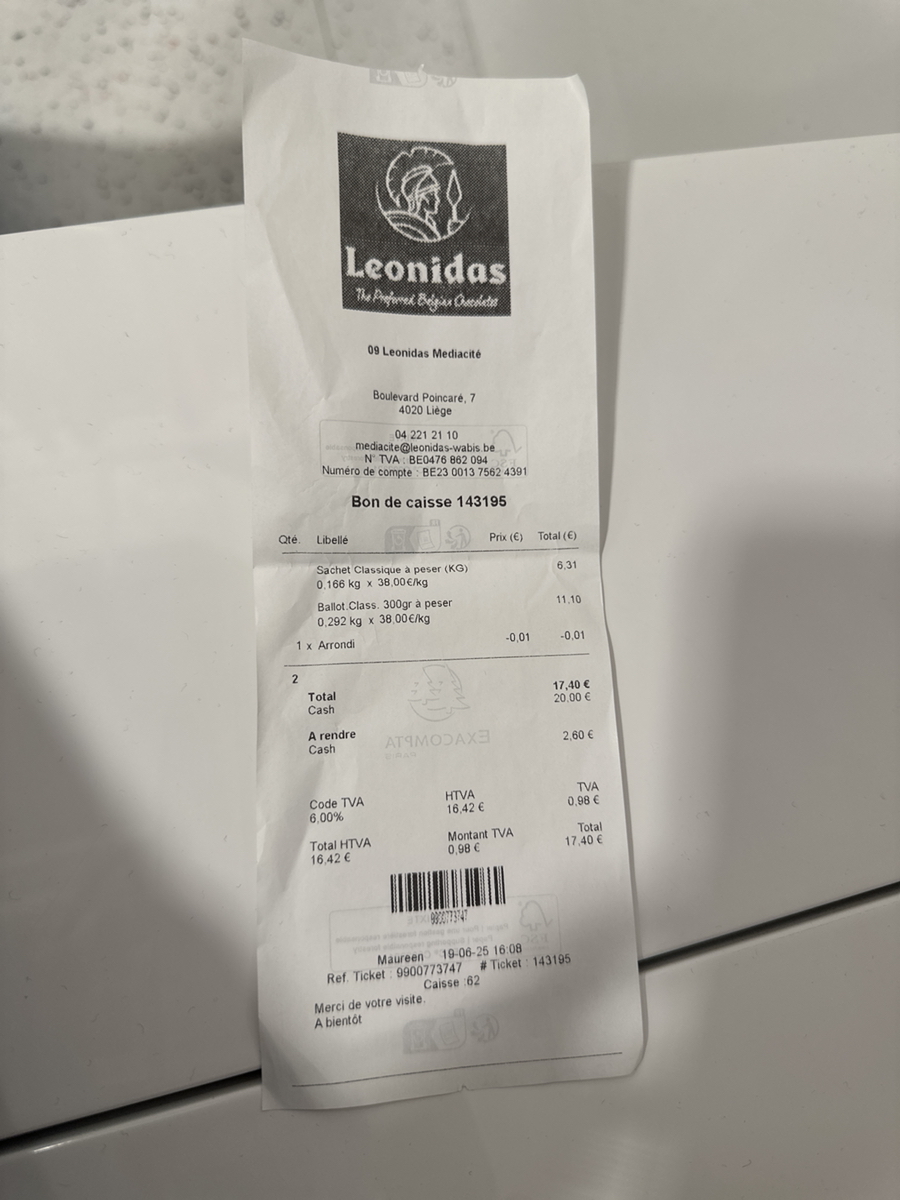 Leonidas
The Preferred Belgian Chocolates
09 Leonidas Mediacité
Boulevard Poincaré, 7
4020 Liège
04 221 21 10
mediacite@leonidas-wabis.be
N° TVA : BE0476 862 094
Numéro de compte : BE23 0013 7562 4391
Bon de caisse 143195
Qté. Libellé Prix (€) Total (€)
Sachet Classique à peser (KG) 6,31
0,166 kg x 38,00€/kg
Ballot.Class. 300gr à peser 11,10
0,292 kg x 38,00€/kg
1 x Arrondi -0,01 -0,01
2
Total 17,40 €
Cash 20,00 €
A rendre
Cash 2,60 €
EXACOMPTA
Code TVA HTVA TVA
6,00% 16,42 € 0,98 €
Total HTVA Montant TVA Total
16,42 € 0,98 € 17,40 €
9900773747
Maureen 19-06-25 16:08
Ref. Ticket : 9900773747 # Ticket : 143195
Caisse :62
Merci de votre visite.
A bientôt